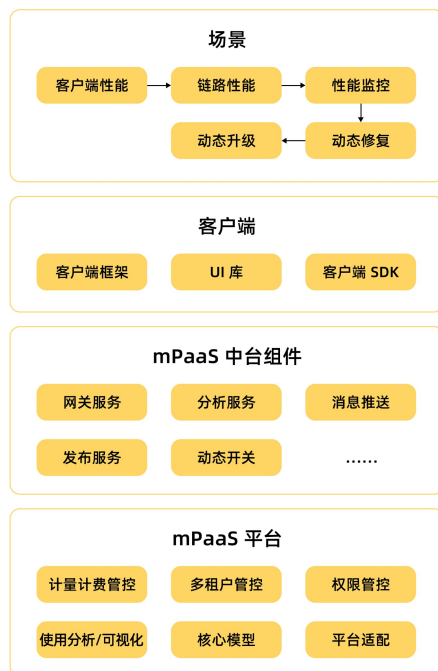 场景
客户端性能
链路性能
性能监控
动态升级
动态修复
客户端
客户端框架
UI 库
客户端 SDK
mPaaS 中台组件
网关服务
分析服务
消息推送
发布服务
动态开关
......
mPaaS 平台
计量计费管控
多租户管控
权限管控
使用分析/可视化
核心模型
平台适配